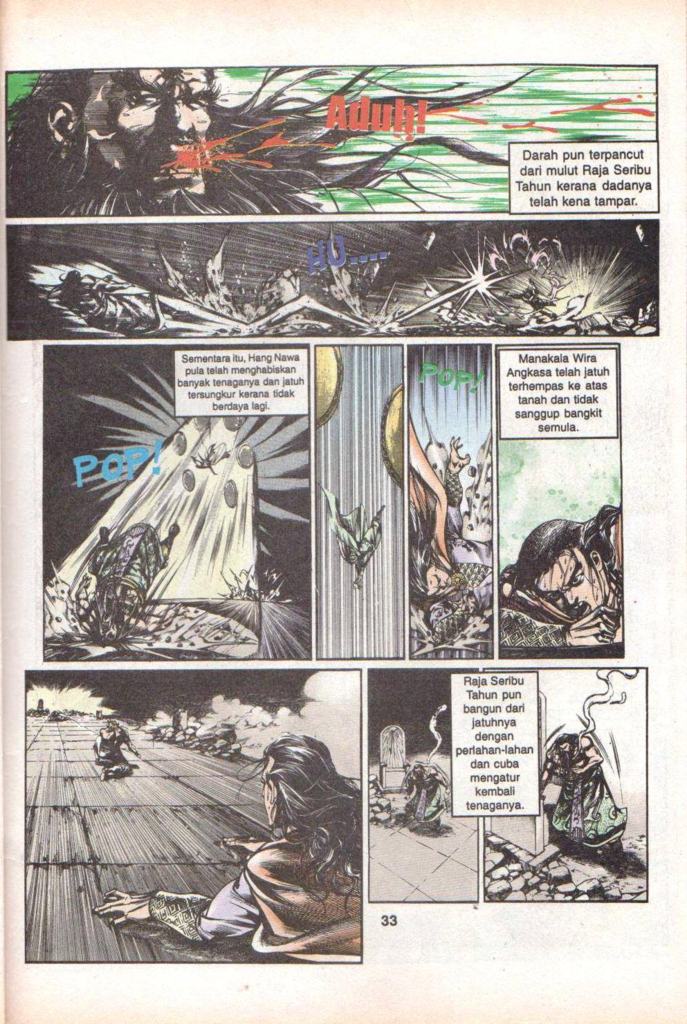 Aduh!
Darah pun terpancut
dari mulut Raja Seribu
Tahun kerana dadanya
telah kena tampar.
HU....
Sementara itu, Hang Nawa
pula telah menghabiskan
banyak tenaganya dan jatuh
tersungkur kerana tidak
berdaya lagi.
POP!
POP!
Manakala Wira
Angkasa telah jatuh
terhempas ke atas
tanah dan tidak
sanggup bangkit
semula.
Raja Seribu
Tahun pun
bangun dari
jatuhnya
dengan
perlahan-lahan
dan cuba
mengatur
kembali
tenaganya.
33